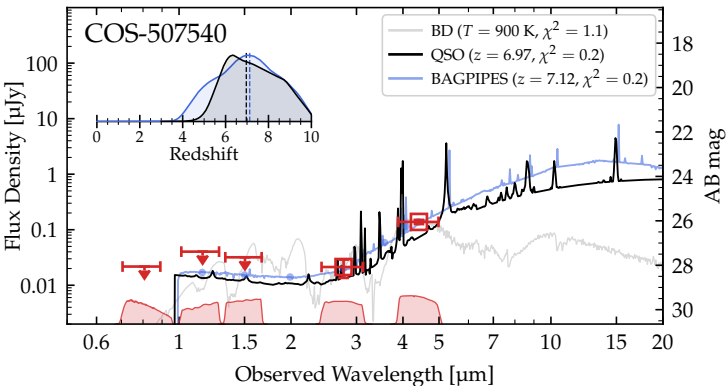 COS-507540
BD (T = 900 K, χ² = 1.1)
QSO (z = 6.97, χ² = 0.2)
BAGPIPES (z = 7.12, χ² = 0.2)
0 2 4 6 8 10
Redshift
100
10
1
0.1
0.01
Flux Density [μJy]
18
20
22
24
26
28
30
AB mag
0.6 1 1.5 2 3 4 5 10 15 20
Observed Wavelength [μm]